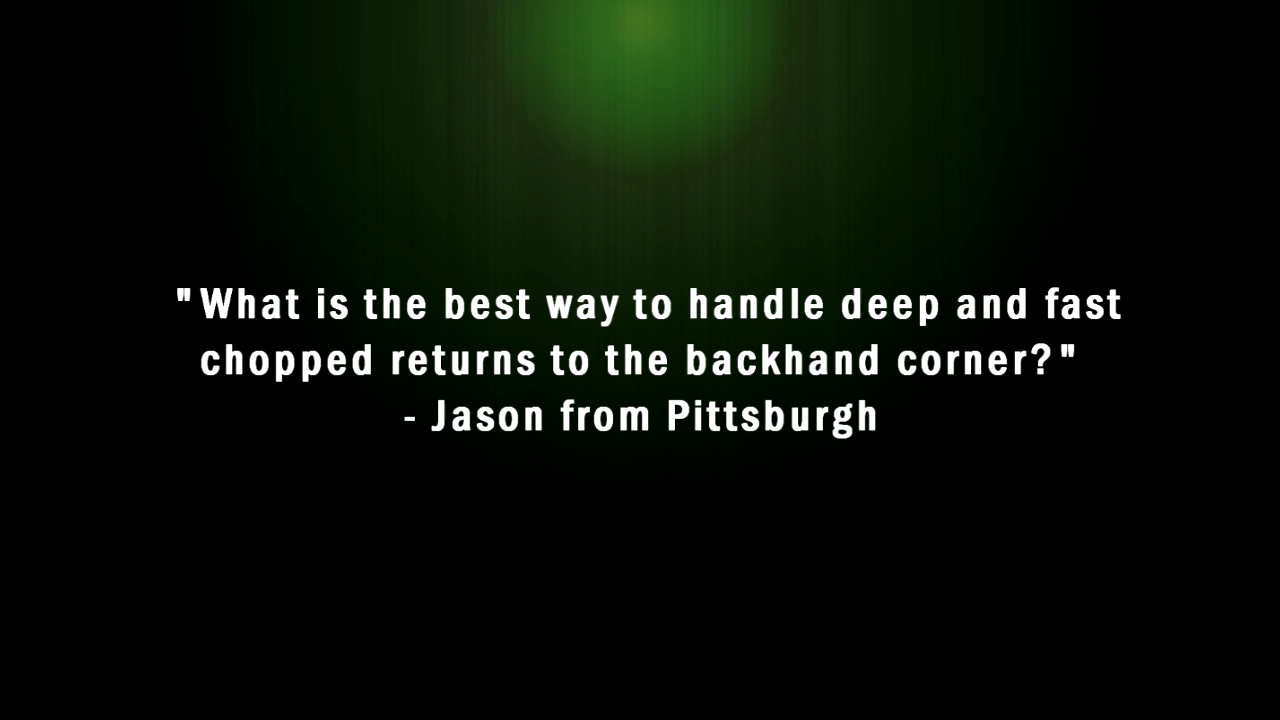 "What is the best way to handle deep and fast
chopped returns to the backhand corner?"
- Jason from Pittsburgh